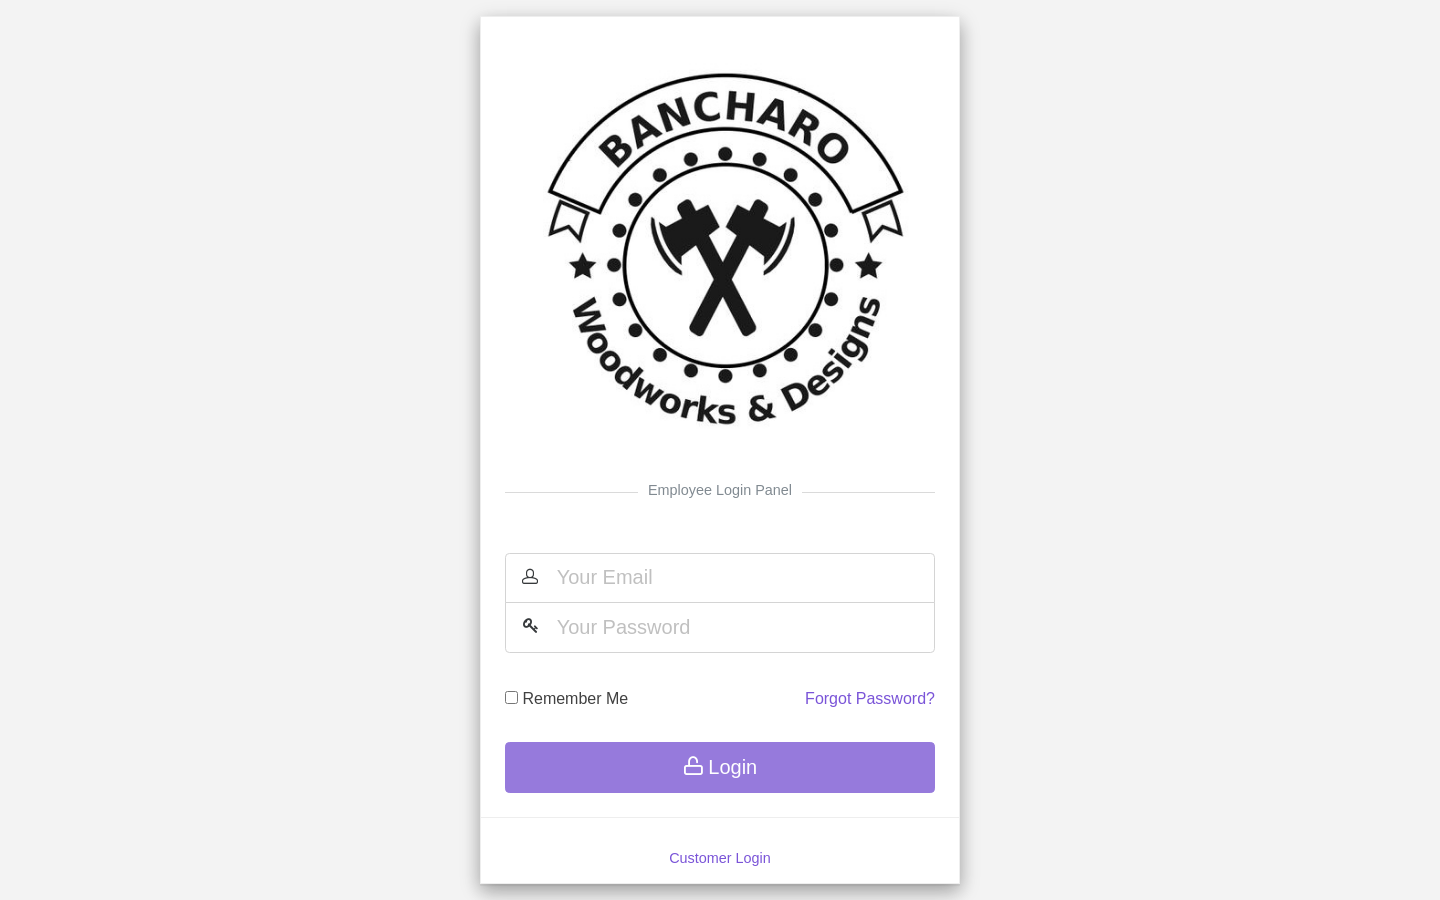 BANCHARO
Woodworks & Designs
Employee Login Panel
Your Email
Your Password
Remember Me
Forgot Password?
Login
Customer Login